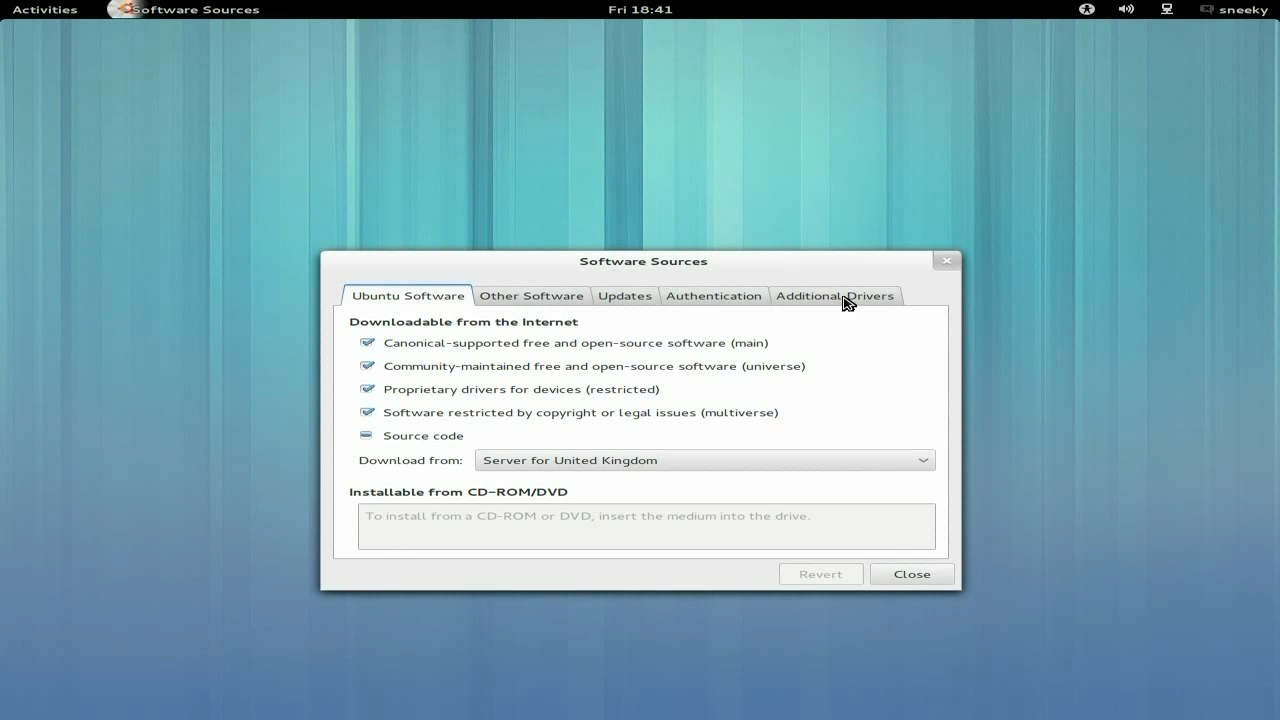 Activities Software Sources Fri 18:41 sneeky
Software Sources
Ubuntu Software Other Software Updates Authentication Additional Drivers
Downloadable from the Internet
Canonical-supported free and open-source software (main)
Community-maintained free and open-source software (universe)
Proprietary drivers for devices (restricted)
Software restricted by copyright or legal issues (multiverse)
Source code
Download from: Server for United Kingdom
Installable from CD-ROM/DVD
To install from a CD-ROM or DVD, insert the medium into the drive.
Revert Close